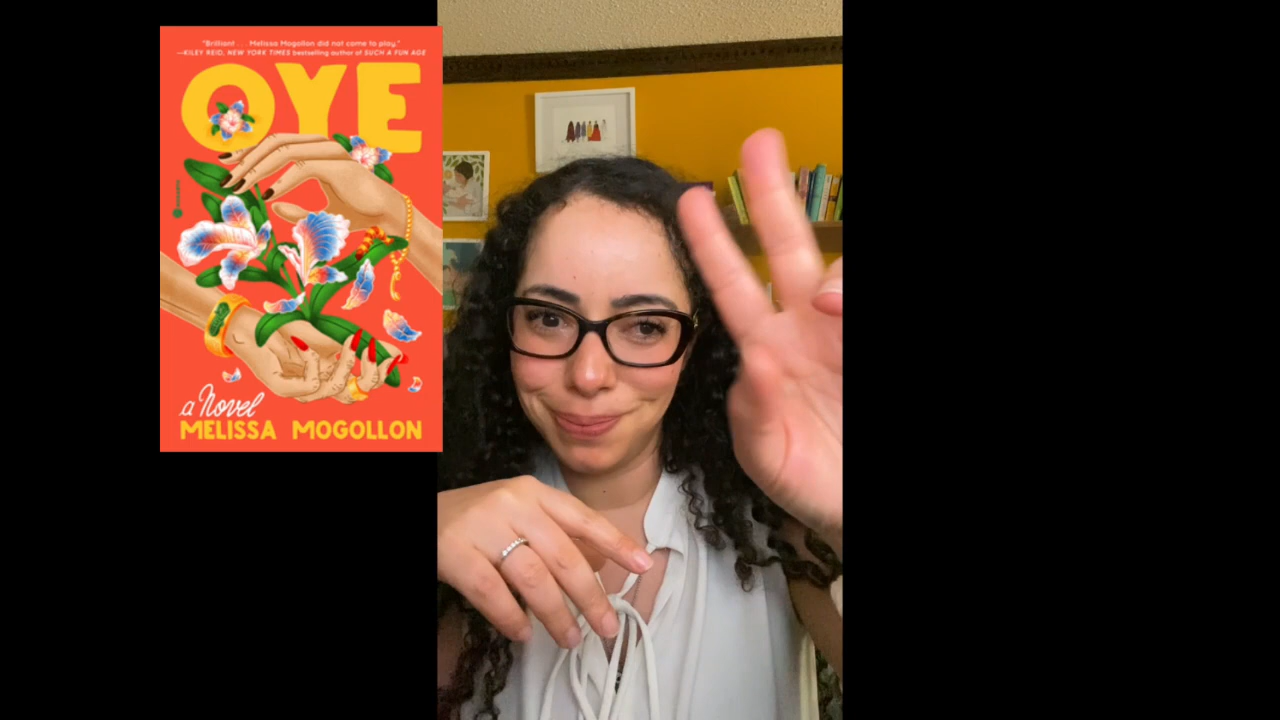 "Brilliant . . . Melissa Mogollon did not come to play."
—KILEY REID, NEW YORK TIMES bestselling author of SUCH A FUN AGE
OYE
a Novel
MELISSA MOGOLLON